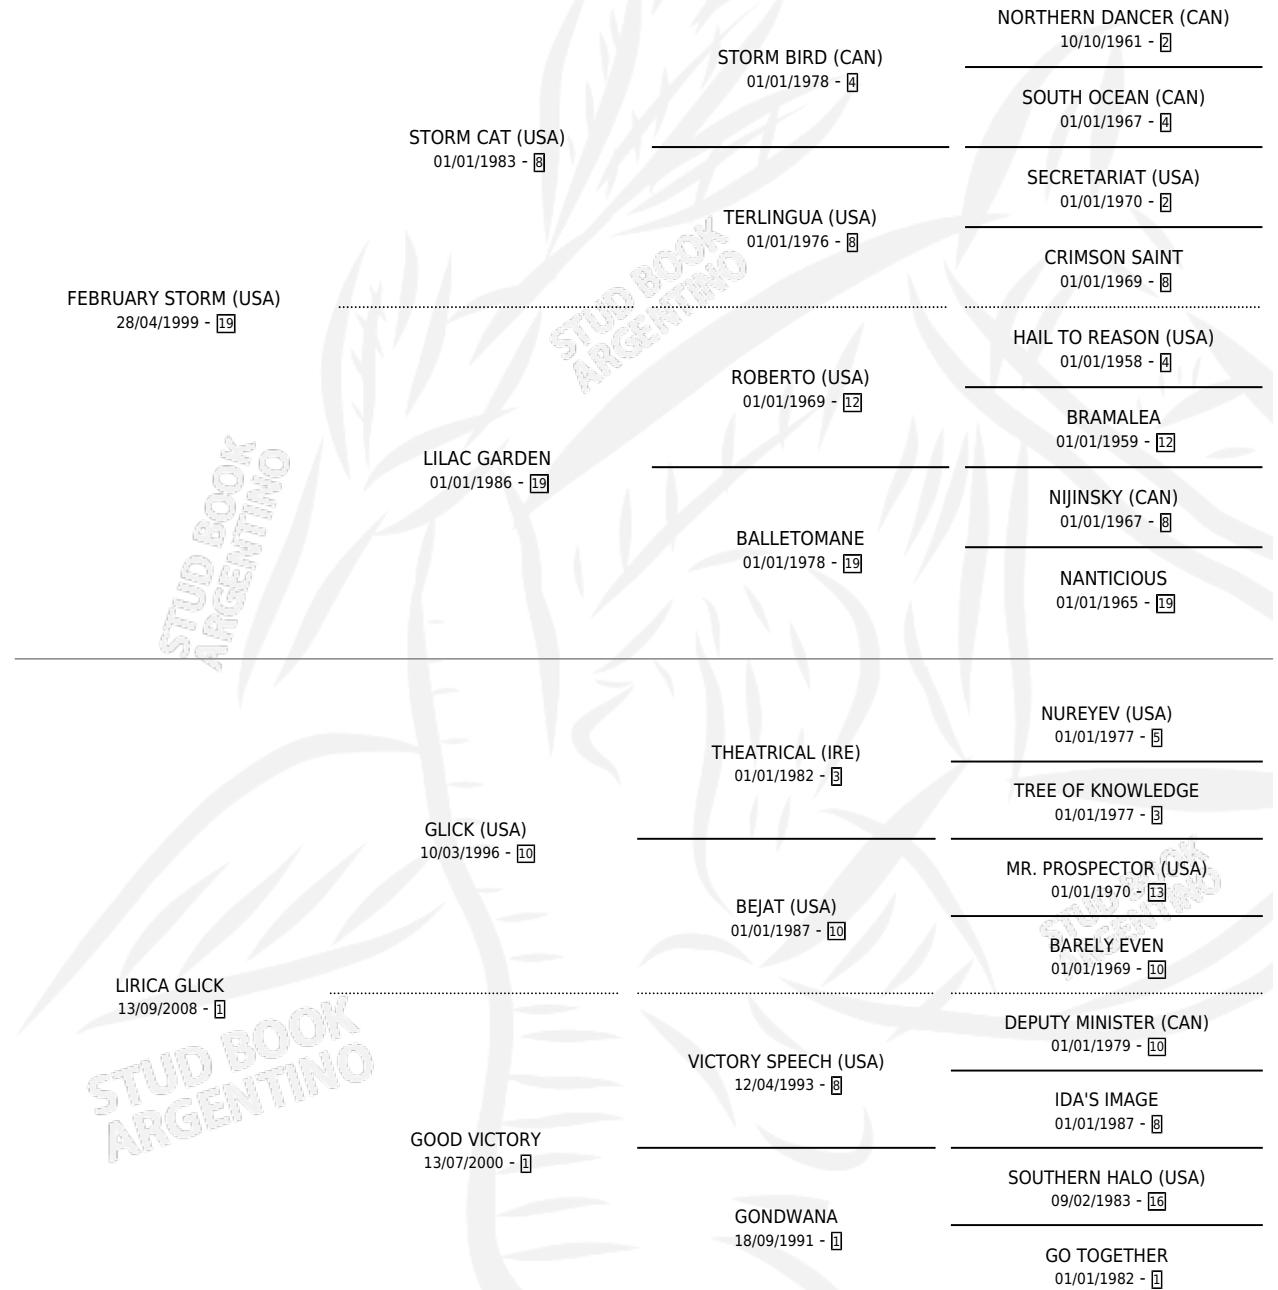 NORTHERN DANCER (CAN)
10/10/1961 - 2
STORM BIRD (CAN)
01/01/1978 - 4
SOUTH OCEAN (CAN)
01/01/1967 - 4
STORM CAT (USA)
01/01/1983 - 8
SECRETARIAT (USA)
01/01/1970 - 2
TERLINGUA (USA)
01/01/1976 - 8
CRIMSON SAINT
01/01/1969 - 8
FEBRUARY STORM (USA)
28/04/1999 - 19
HAIL TO REASON (USA)
01/01/1958 - 4
ROBERTO (USA)
01/01/1969 - 12
BRAMALEA
01/01/1959 - 12
LILAC GARDEN
01/01/1986 - 19
NIJINSKY (CAN)
01/01/1967 - 8
BALLETOMANE
01/01/1978 - 19
NANTICIOUS
01/01/1965 - 19
NUREYEV (USA)
01/01/1977 - 5
THEATRICAL (IRE)
01/01/1982 - 3
TREE OF KNOWLEDGE
01/01/1977 - 3
GLICK (USA)
10/03/1996 - 10
MR. PROSPECTOR (USA)
01/01/1970 - 13
BEJAT (USA)
01/01/1987 - 10
BARELY EVEN
01/01/1969 - 10
LIRICA GLICK
13/09/2008 - 1
DEPUTY MINISTER (CAN)
01/01/1979 - 10
VICTORY SPEECH (USA)
12/04/1993 - 8
IDA'S IMAGE
01/01/1987 - 8
GOOD VICTORY
13/07/2000 - 1
SOUTHERN HALO (USA)
09/02/1983 - 16
GONDWANA
18/09/1991 - 1
GO TOGETHER
01/01/1982 - 1
STUD BOOK
ARGENTINO
STUD BOOK
ARGENTINO
STUD BOOK
ARGENTINO
STUD BOOK
ARGENTINO